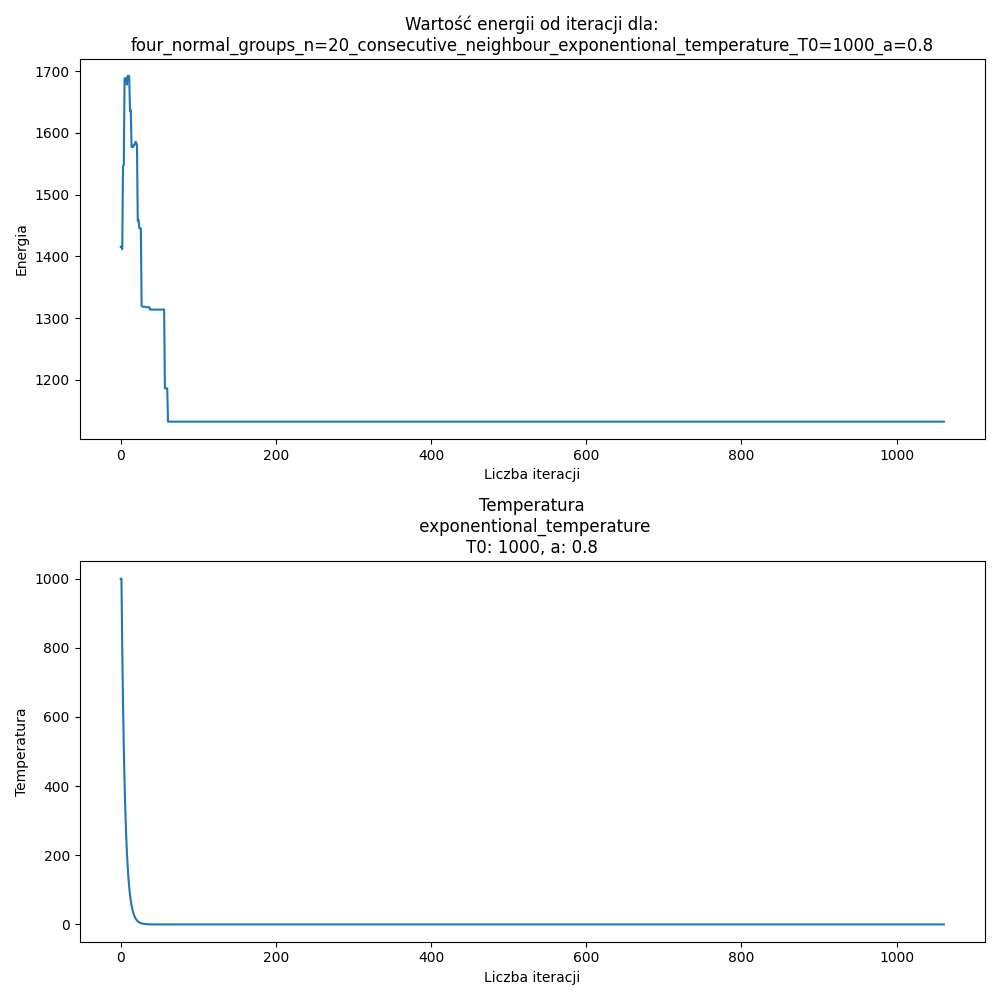 Wartość energii od iteracji dla:
four_normal_groups_n=20_consecutive_neighbour_exponentional_temperature_T0=1000_a=0.8
1700
1600
1500
1400
1300
1200
Energia
0 200 400 600 800 1000
Liczba iteracji
Temperatura
exponentional_temperature
T0: 1000, a: 0.8
1000
800
600
400
200
0
Temperatura
0 200 400 600 800 1000
Liczba iteracji